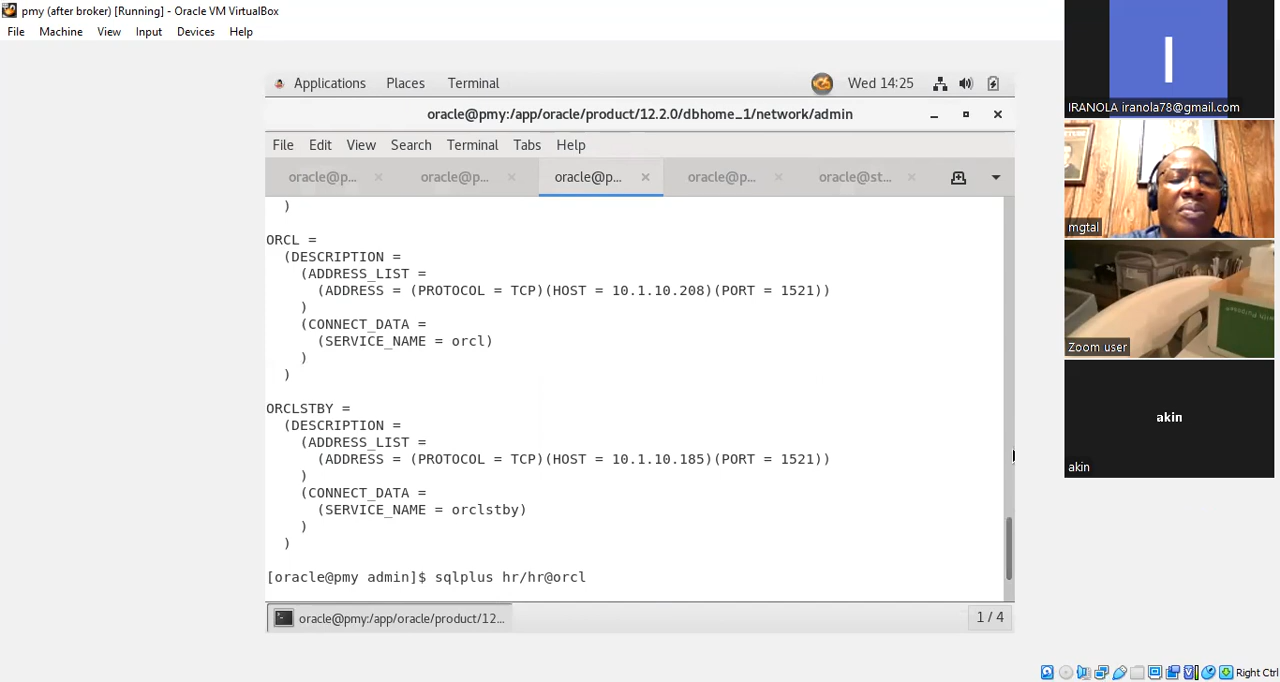 pmy (after broker) [Running] - Oracle VM VirtualBox
File Machine View Input Devices Help
Applications Places Terminal Wed 14:25
oracle@pmy:/app/oracle/product/12.2.0/dbhome_1/network/admin
File Edit View Search Terminal Tabs Help
oracle@p... oracle@p... oracle@p... oracle@p... oracle@st...
)
ORCL =
(DESCRIPTION =
(ADDRESS_LIST =
(ADDRESS = (PROTOCOL = TCP)(HOST = 10.1.10.208)(PORT = 1521))
)
(CONNECT_DATA =
(SERVICE_NAME = orcl)
)
)
ORCLSTBY =
(DESCRIPTION =
(ADDRESS_LIST =
(ADDRESS = (PROTOCOL = TCP)(HOST = 10.1.10.185)(PORT = 1521))
)
(CONNECT_DATA =
(SERVICE_NAME = orclstby)
)
)
[oracle@pmy admin]$ sqlplus hr/hr@orcl
oracle@pmy:/app/oracle/product/12...
1 / 4
I
IRANOLA iranola78@gmail.com
mgtal
with Purpose
Zoom user
akin
akin
Right Ctrl